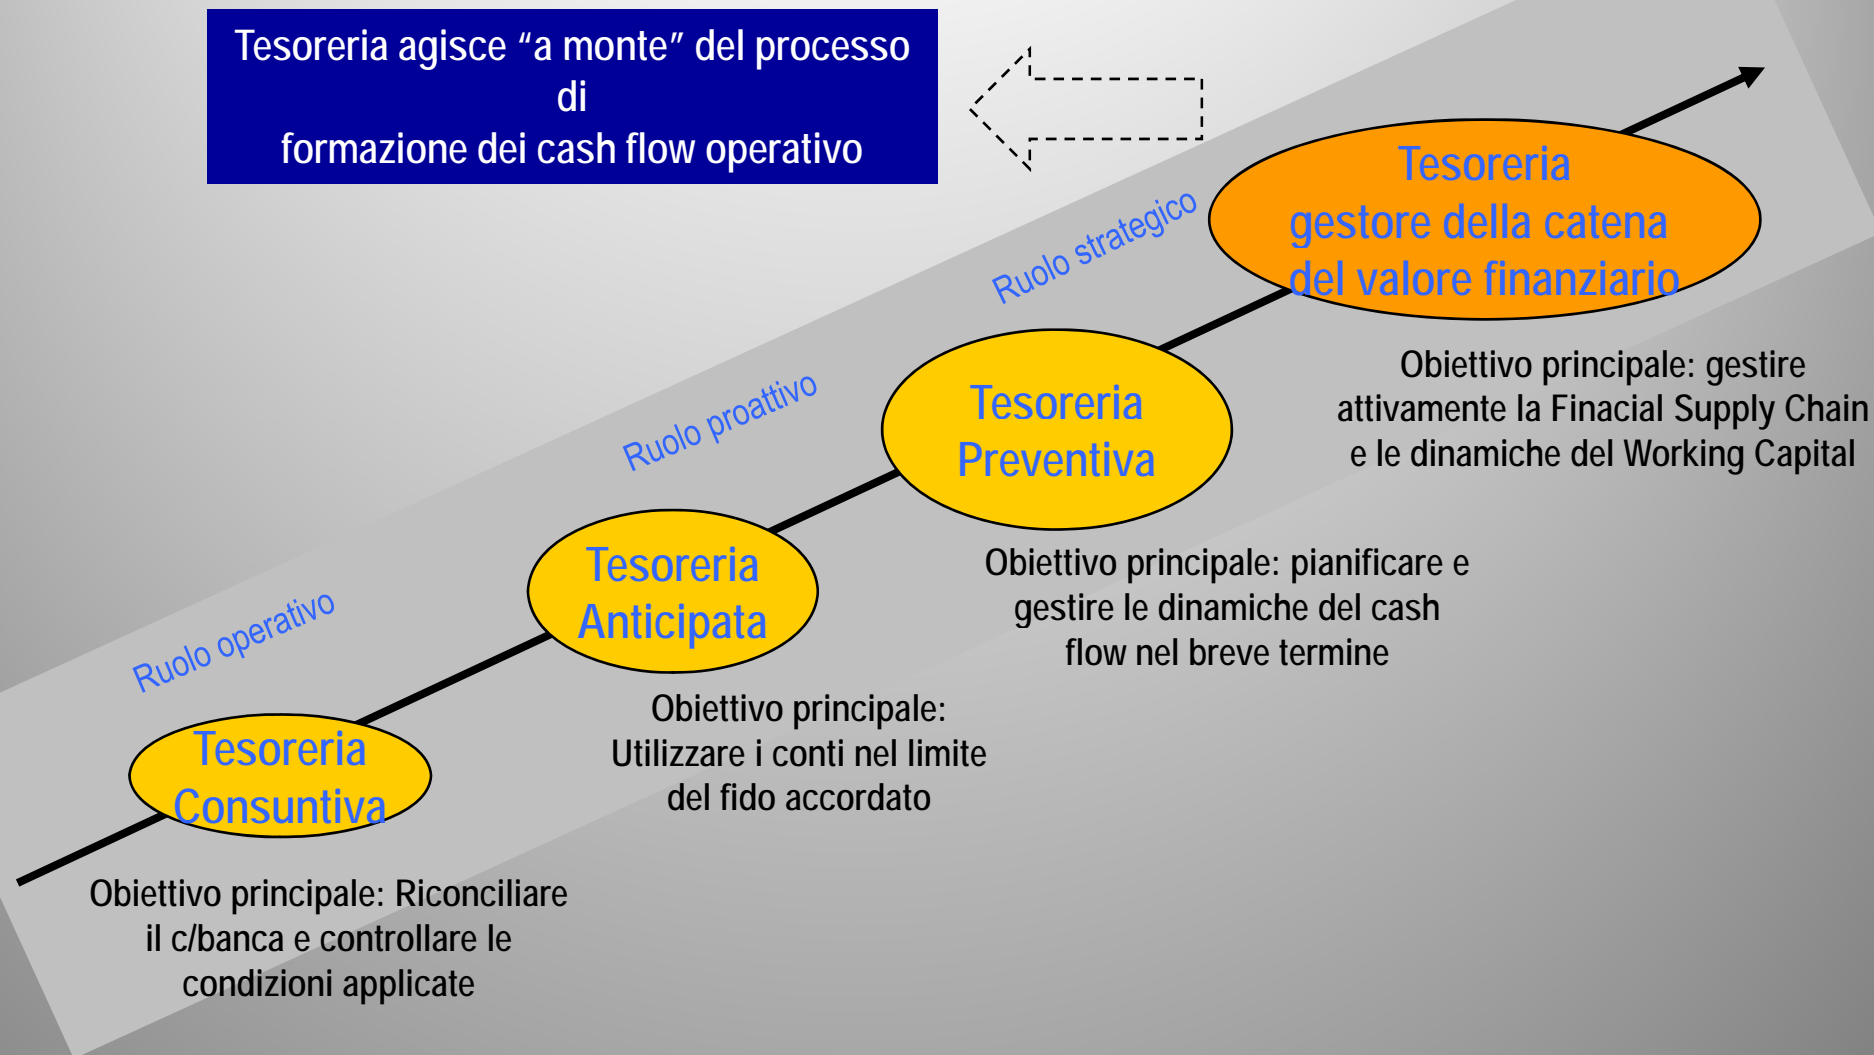 Tesoreria agisce “a monte” del processo
di
formazione dei cash flow operativo
Tesoreria
gestore della catena
del valore finanziario
Ruolo strategico
Obiettivo principale: gestire
attivamente la Finacial Supply Chain
e le dinamiche del Working Capital
Ruolo proattivo
Tesoreria
Preventiva
Obiettivo principale: pianificare e
gestire le dinamiche del cash
flow nel breve termine
Tesoreria
Anticipata
Obiettivo principale:
Utilizzare i conti nel limite
del fido accordato
Ruolo operativo
Tesoreria
Consuntiva
Obiettivo principale: Riconciliare
il c/banca e controllare le
condizioni applicate